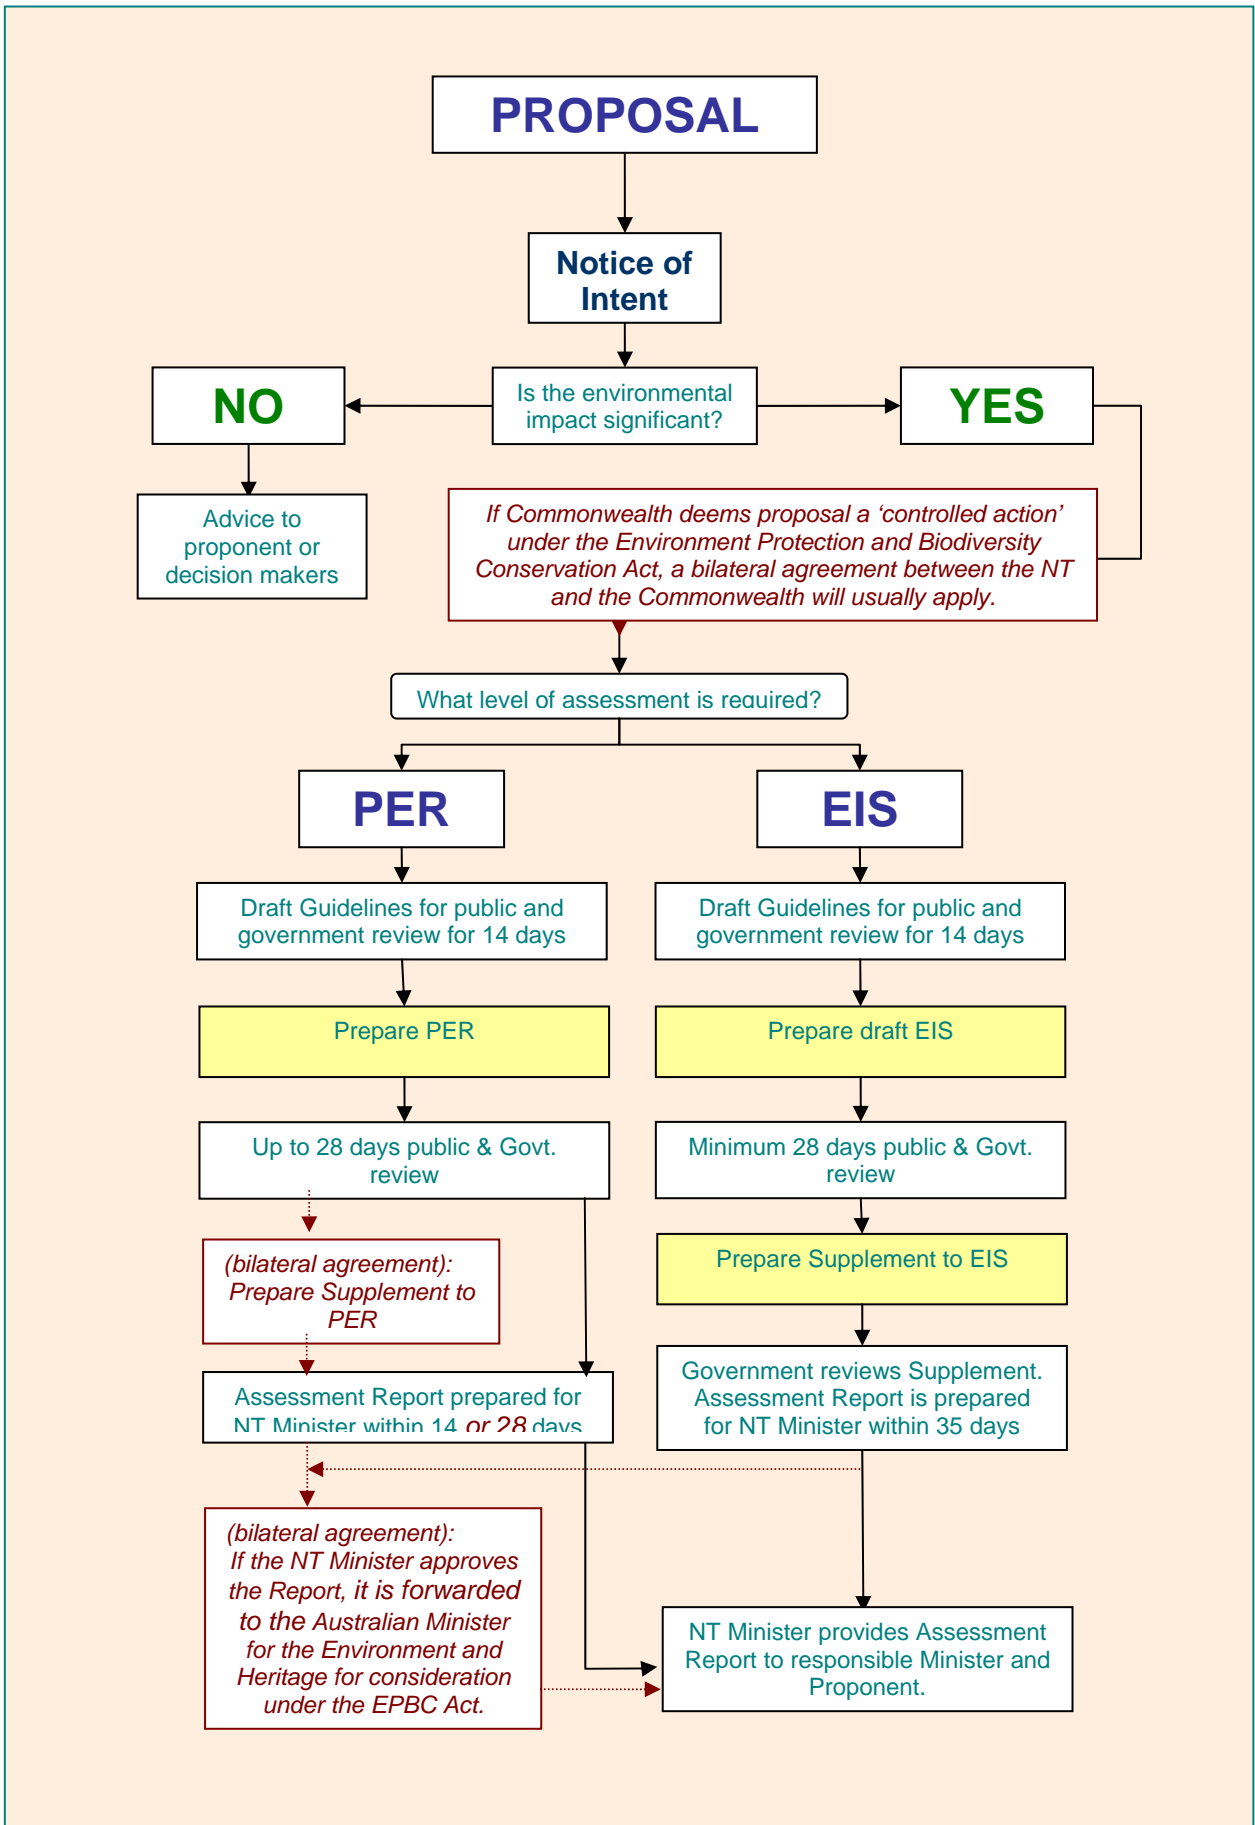 PROPOSAL
Notice of
Intent
NO
Is the environmental
impact significant?
YES
Advice to
proponent or
decision makers
If Commonwealth deems proposal a ‘controlled action’
under the Environment Protection and Biodiversity
Conservation Act, a bilateral agreement between the NT
and the Commonwealth will usually apply.
What level of assessment is required?
PER
EIS
Draft Guidelines for public and
government review for 14 days
Draft Guidelines for public and
government review for 14 days
Prepare PER
Prepare draft EIS
Up to 28 days public & Govt.
review
Minimum 28 days public & Govt.
review
(bilateral agreement):
Prepare Supplement to
PER
Prepare Supplement to EIS
Assessment Report prepared for
NT Minister within 14 or 28 days
Government reviews Supplement.
Assessment Report is prepared
for NT Minister within 35 days
(bilateral agreement):
If the NT Minister approves
the Report, it is forwarded
to the Australian Minister
for the Environment and
Heritage for consideration
under the EPBC Act.
NT Minister provides Assessment
Report to responsible Minister and
Proponent.